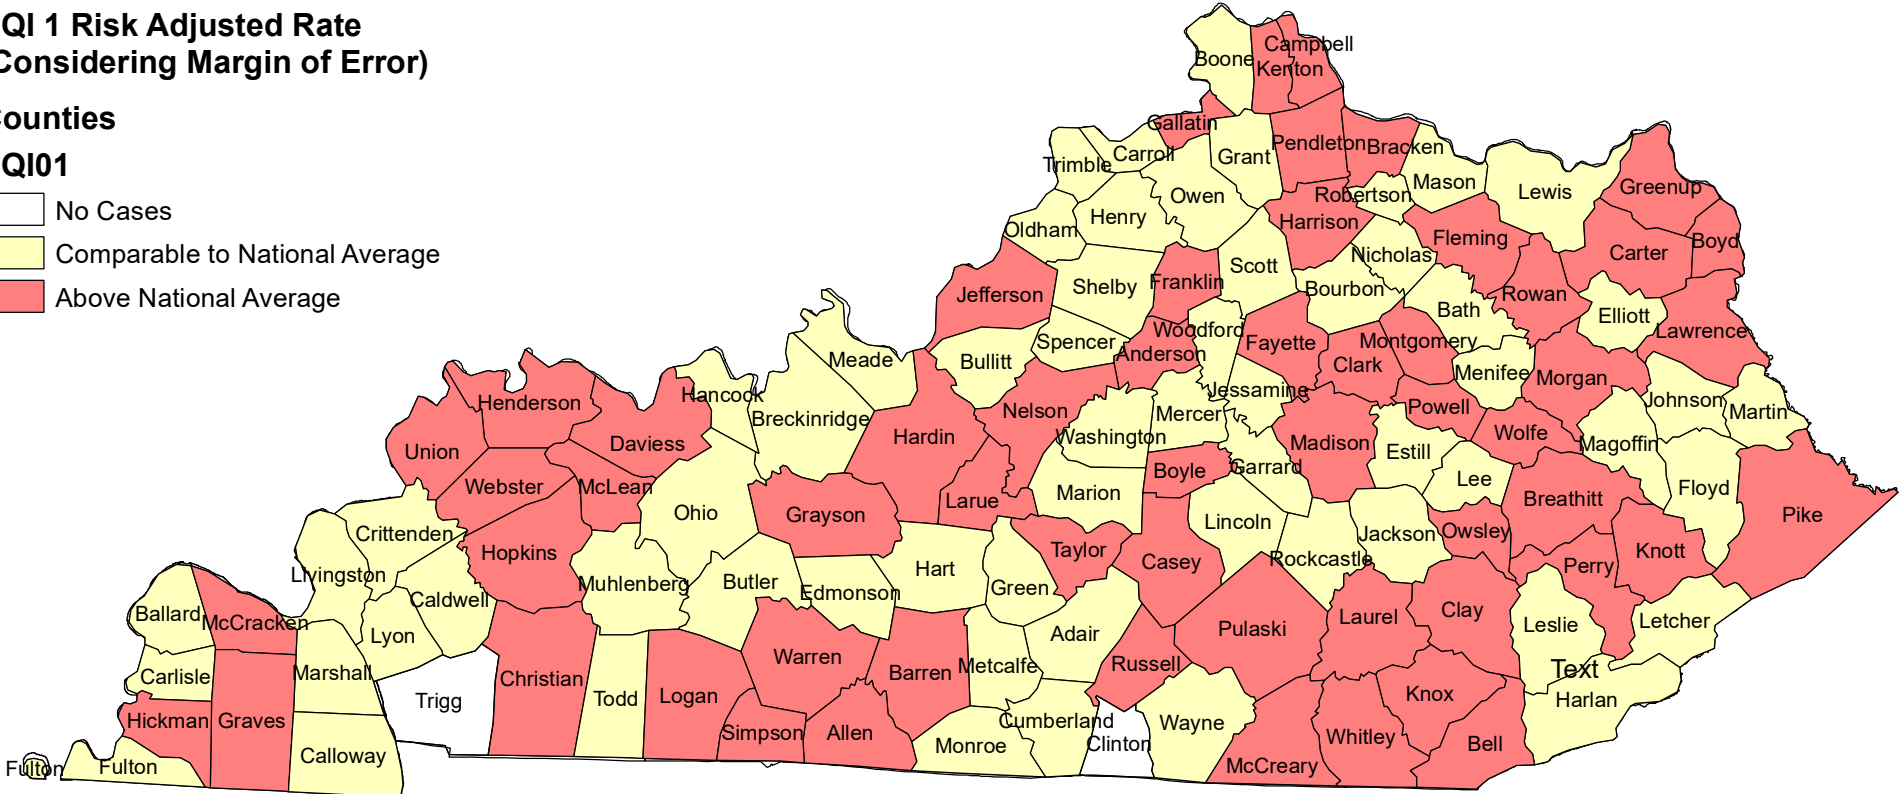 QI 1 Risk Adjusted Rate
Considering Margin of Error)
ounties
QI01
No Cases
Comparable to National Average
Above National Average
Boone
Campbell
Kenton
Gallatin
Carroll
Trimble
Grant
Pendleton
Bracken
Owen
Robertson
Mason
Lewis
Greenup
Henry
Oldham
Harrison
Fleming
Carter
Boyd
Nicholas
Scott
Shelby
Franklin
Jefferson
Bourbon
Rowan
Bath
Elliott
Lawrence
Woodford
Spencer
Anderson
Fayette
Montgomery
Clark
Menifee
Morgan
Bullitt
Meade
Hancock
Breckinridge
Henderson
Daviess
Union
Webster
McLean
Hardin
Nelson
Washington
Mercer
Jessamine
Powell
Johnson
Martin
Wolfe
Magoffin
Madison
Estill
Lee
Garrard
Boyle
Marion
Larue
Floyd
Breathitt
Pike
Ohio
Grayson
Lincoln
Jackson
Owsley
Knott
Rockcastle
Perry
Crittenden
Hopkins
Taylor
Casey
LIvingston
Muhlenberg
Butler
Edmonson
Hart
Green
Caldwell
Ballard
McCracken
Lyon
Laurel
Clay
Leslie
Letcher
Adair
Pulaski
Russell
Warren
Barren
Metcalfe
Carlisle
Marshall
Christian
Todd
Logan
Trigg
Text
Harlan
Knox
Hickman
Graves
Simpson
Allen
Cumberland
Clinton
Wayne
Whitley
Bell
Monroe
McCreary
Calloway
Fulton
Fulton